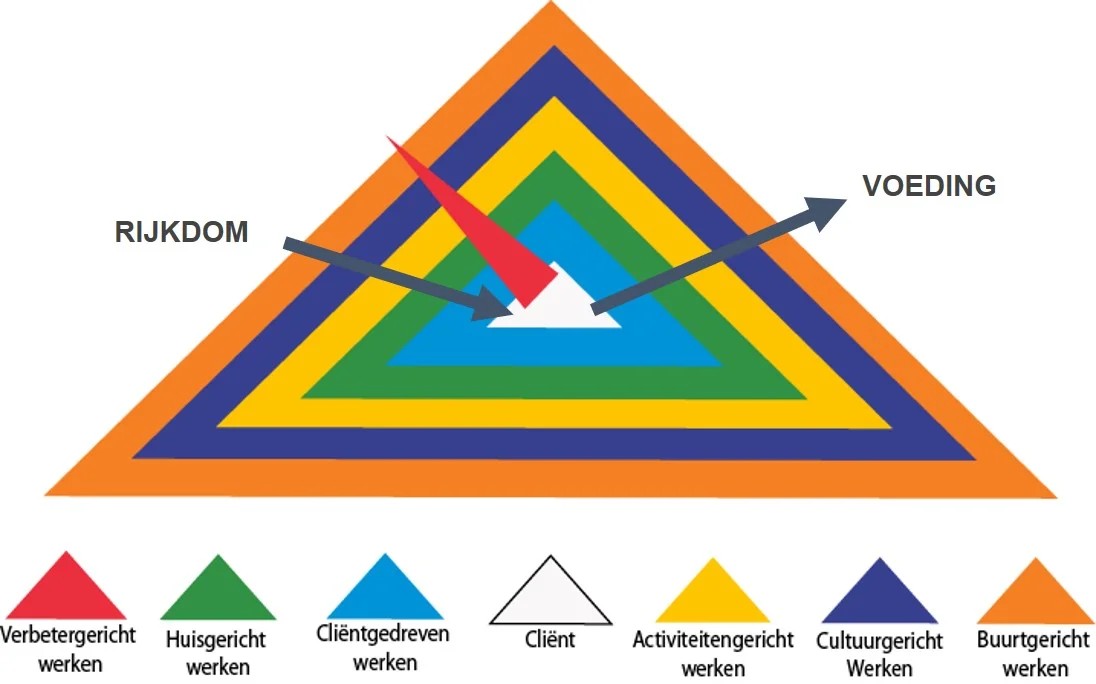 VOEDING
RIJKDOM
Verbetergericht
werken
Huisgericht
werken
Cliëntgedreven
werken
Cliënt
Activiteitengericht
werken
Cultuurgericht
Werken
Buurtgericht
werken